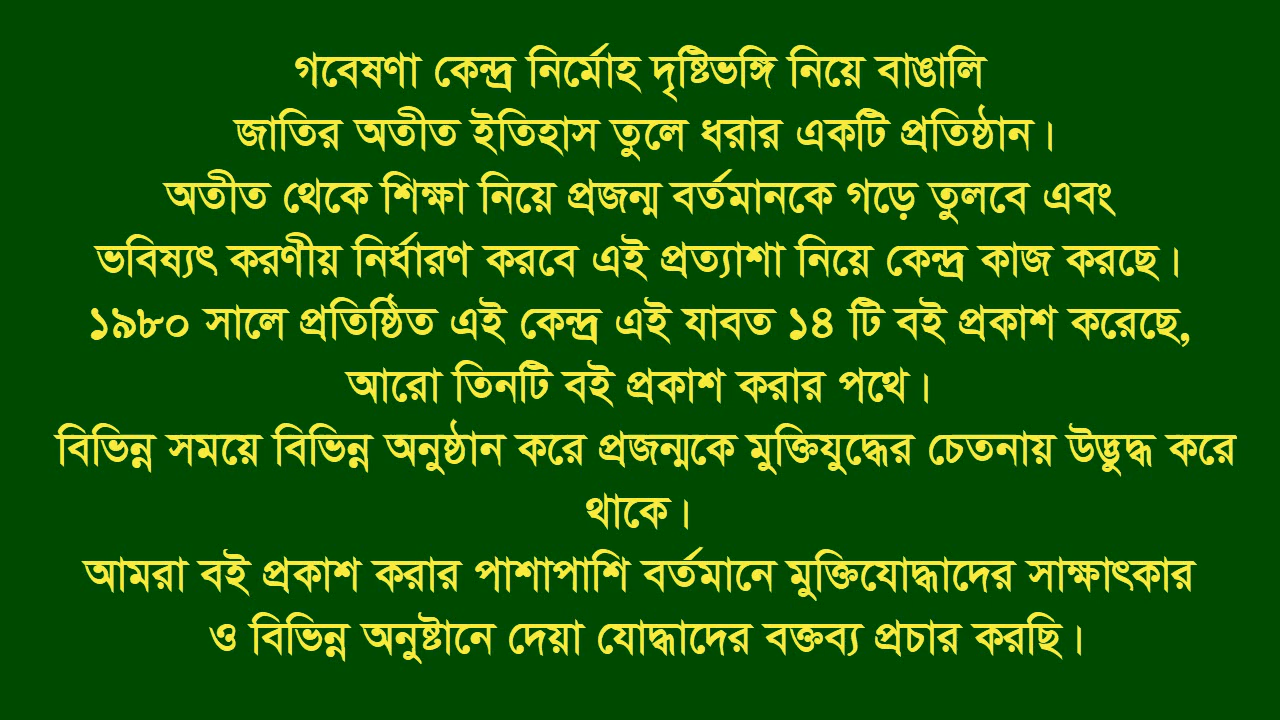 গবেষণা কেন্দ্র নির্মোহ দৃষ্টিভঙ্গি নিয়ে বাঙালি
জাতির অতীত ইতিহাস তুলে ধরার একটি প্রতিষ্ঠান।
অতীত থেকে শিক্ষা নিয়ে প্রজন্ম বর্তমানকে গড়ে তুলবে এবং
ভবিষ্যৎ করণীয় নির্ধারণ করবে এই প্রত্যাশা নিয়ে কেন্দ্র কাজ করছে।
১৯৮০ সালে প্রতিষ্ঠিত এই কেন্দ্র এই যাবত ১৪ টি বই প্রকাশ করেছে,
আরো তিনটি বই প্রকাশ করার পথে।
বিভিন্ন সময়ে বিভিন্ন অনুষ্ঠান করে প্রজন্মকে মুক্তিযুদ্ধের চেতনায় উদ্ভুদ্ধ করে
থাকে।
আমরা বই প্রকাশ করার পাশাপাশি বর্তমানে মুক্তিযোদ্ধাদের সাক্ষাৎকার
ও বিভিন্ন অনুষ্টানে দেয়া যোদ্ধাদের বক্তব্য প্রচার করছি।